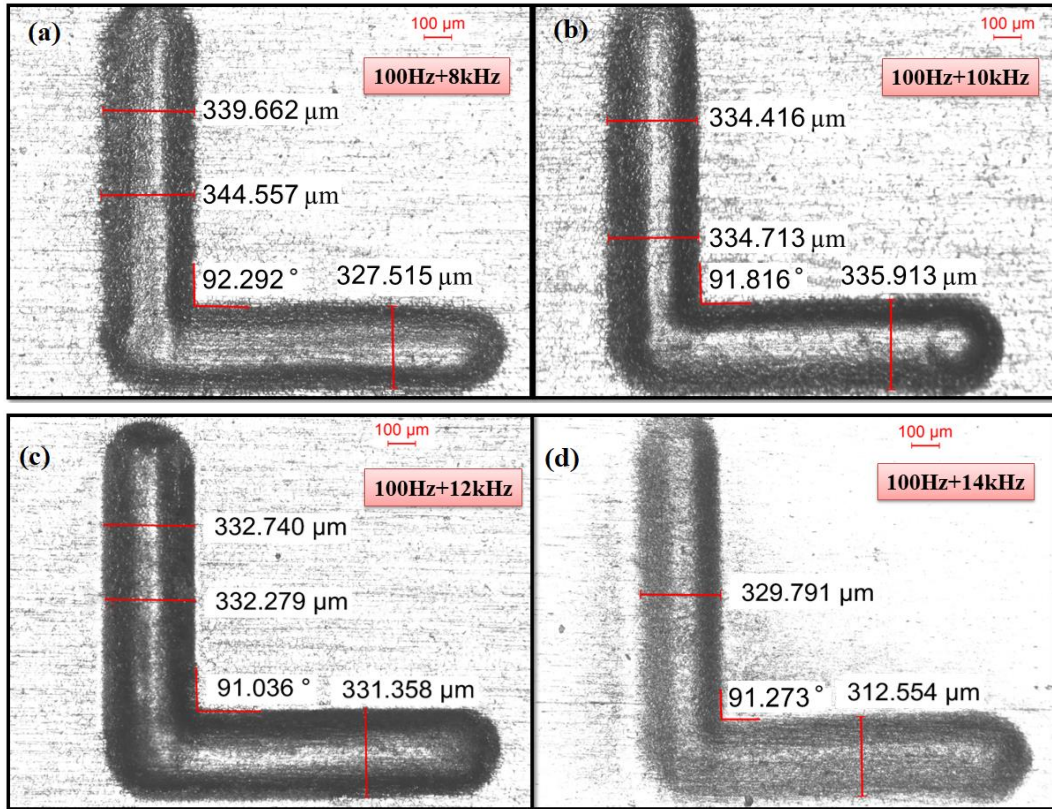 (a)
100 µm
100Hz+8kHz
339.662 µm
344.557 µm
92.292 °
327.515 µm
(b)
100 µm
100Hz+10kHz
334.416 µm
334.713 µm
91.816 °
335.913 µm
(c)
100 µm
100Hz+12kHz
332.740 µm
332.279 µm
91.036 °
331.358 µm
(d)
100 µm
100Hz+14kHz
329.791 µm
91.273 °
312.554 µm